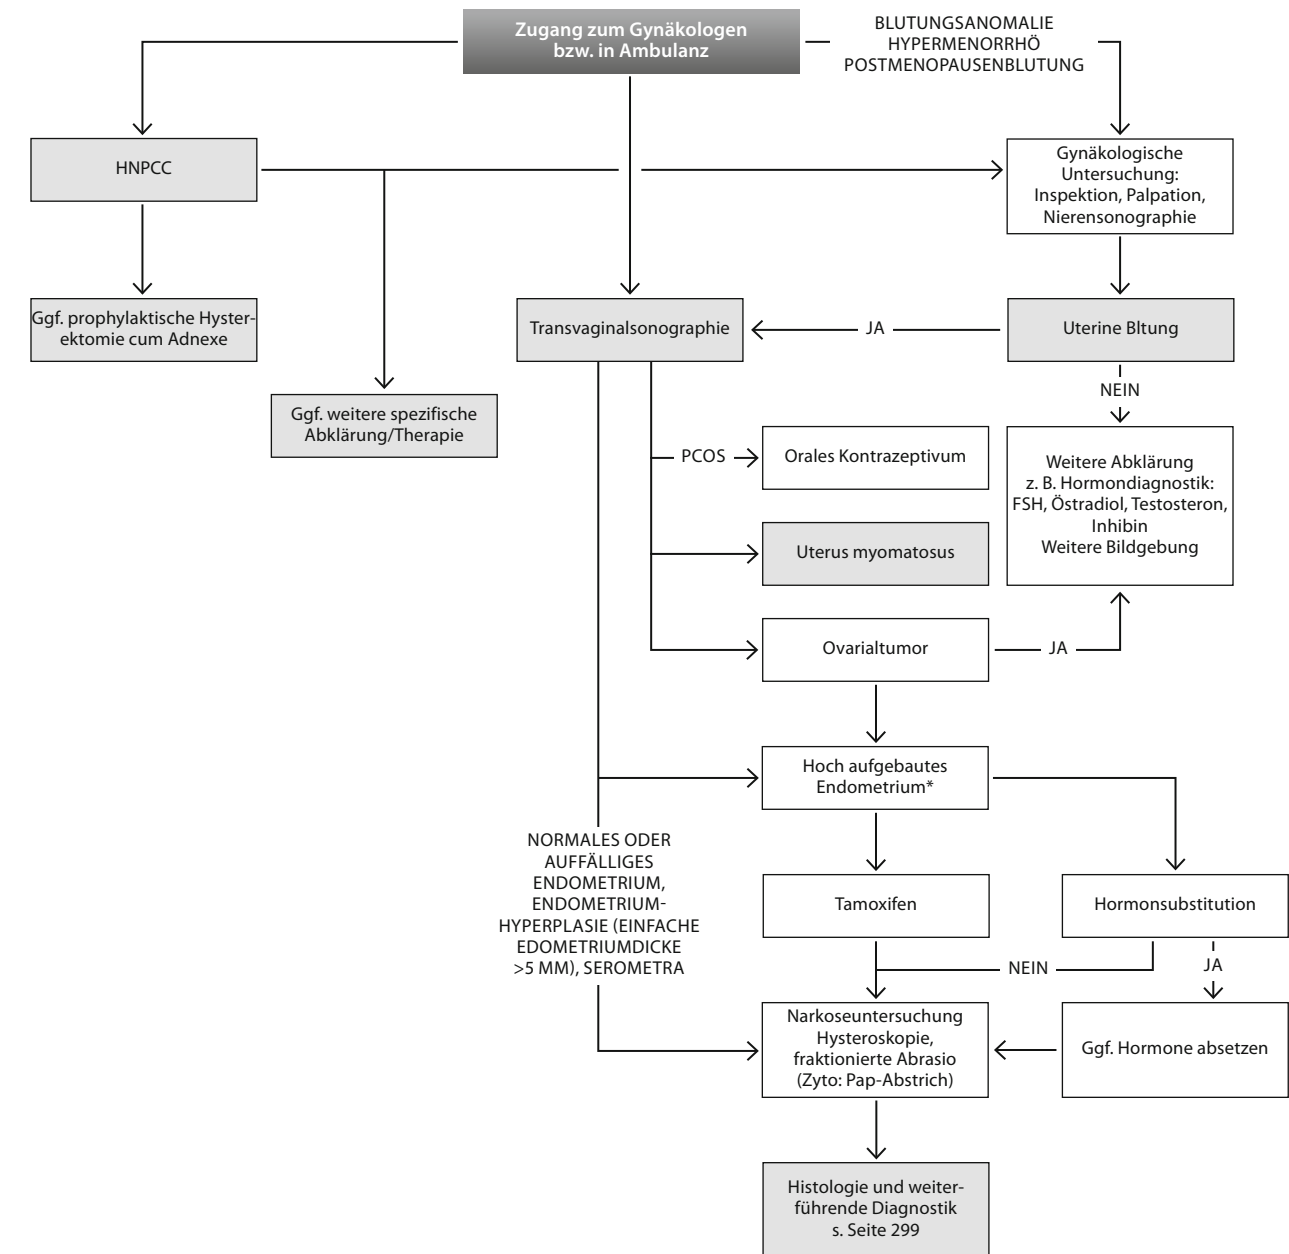 Zugang zum Gynäkologen
bzw. in Ambulanz
BLUTUNGSANOMALIE
HYPERMENORRHÖ
POSTMENOPAUSENBLUTUNG
HNPCC
Gynäkologische
Untersuchung:
Inspektion, Palpation,
Nierensonographie
Ggf. prophylaktische Hyster-
ektomie cum Adnexe
Transvaginalsonographie
JA
Uterine Bltung
NEIN
Ggf. weitere spezifische
Abklärung/Therapie
PCOS
Orales Kontrazeptivum
Weitere Abklärung
z. B. Hormondiagnostik:
FSH, Östradiol, Testosteron,
Inhibin
Weitere Bildgebung
Uterus myomatosus
Ovarialtumor
JA
Hoch aufgebautes
Endometrium*
NORMALES ODER
AUFFÄLLIGES
ENDOMETRIUM,
ENDOMETRIUM-
HYPERPLASIE (EINFACHE
EDOMETRIUMDICKE
>5 MM), SEROMETRA
Tamoxifen
Hormonsubstitution
NEIN
JA
Narkoseuntersuchung
Hysteroskopie,
fraktionierte Abrasio
(Zyto: Pap-Abstrich)
Ggf. Hormone absetzen
Histologie und weiter-
führende Diagnostik
s. Seite 299